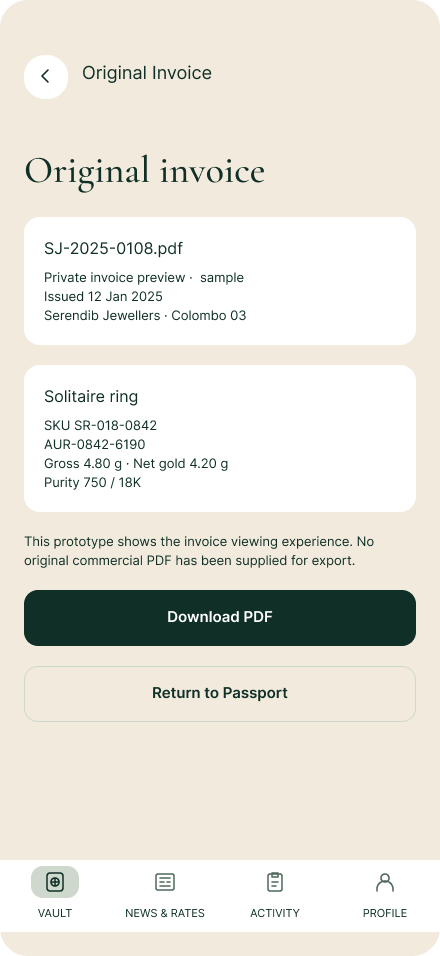 Original Invoice
Original invoice
SJ-2025-0108.pdf
Private invoice preview ·  sample
Issued 12 Jan 2025
Serendib Jewellers · Colombo 03
Solitaire ring
SKU SR-018-0842
AUR-0842-6190
Gross 4.80 g · Net gold 4.20 g
Purity 750 / 18K
This prototype shows the invoice viewing experience. No
original commercial PDF has been supplied for export.
Download PDF
Return to Passport
VAULT NEWS & RATES ACTIVITY PROFILE